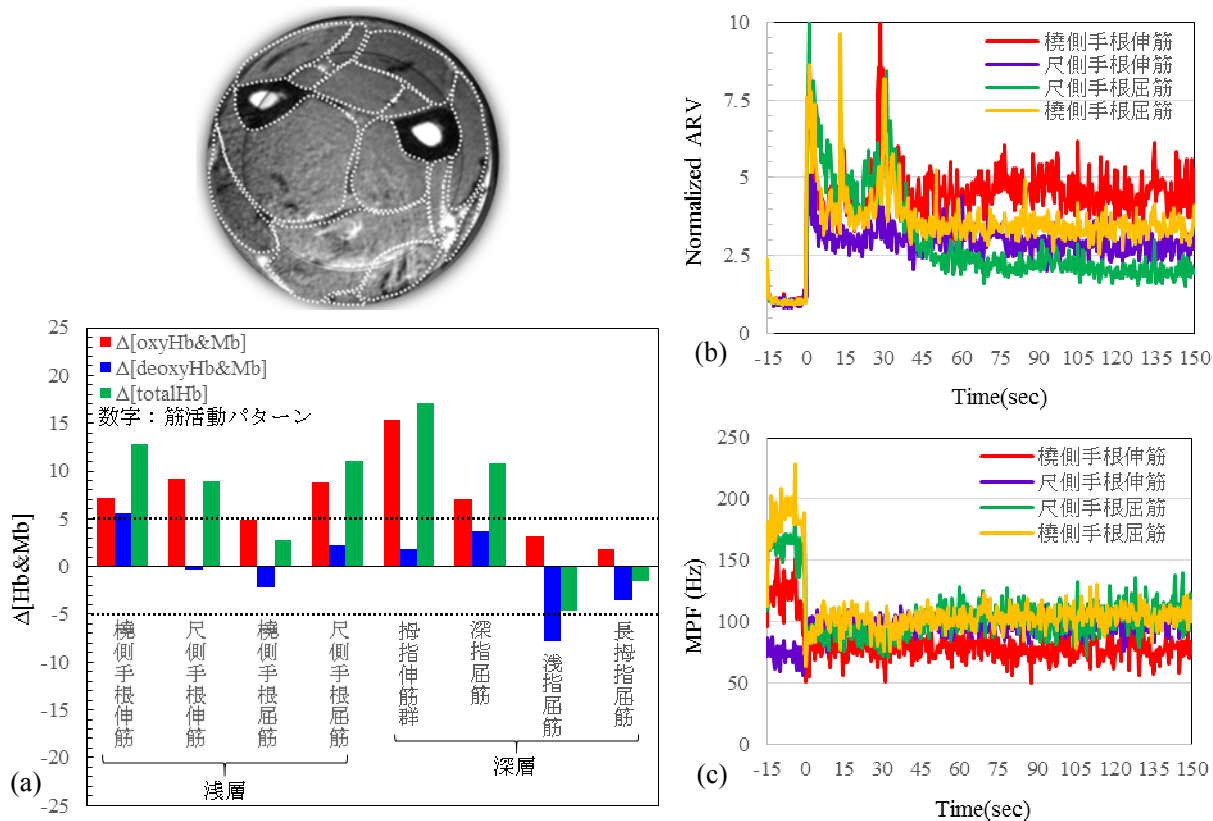 25
20
15
10
5
0
-5
-10
-15
-20
-25
Δ[Hb&Mb]
Δ[oxyHb&Mb]
Δ[deoxyHb&Mb]
Δ[totalHb]
数字：筋活動パターン
橈側手根伸筋
尺側手根伸筋
橈側手根屈筋
尺側手根屈筋
拇指伸筋群
深指屈筋
浅指屈筋
長拇指屈筋
浅層
深層
(a)
10
7.5
5
2.5
0
Normalized ARV
橈側手根伸筋
尺側手根伸筋
尺側手根屈筋
橈側手根屈筋
-15 0 15 30 45 60 75 90 105 120 135 150
Time(sec)
(b)
250
200
150
100
50
0
MPF (Hz)
橈側手根伸筋
尺側手根伸筋
尺側手根屈筋
橈側手根屈筋
-15 0 15 30 45 60 75 90 105 120 135 150
Time(sec)
(c)